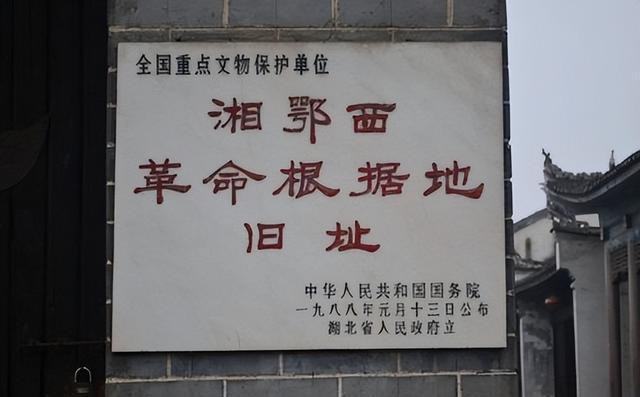 全国重点文物保护单位
湘鄂西
革命根据地
旧址
中华人民共和国国务院
一九八八年元月十三日公布
湖北省人民政府立